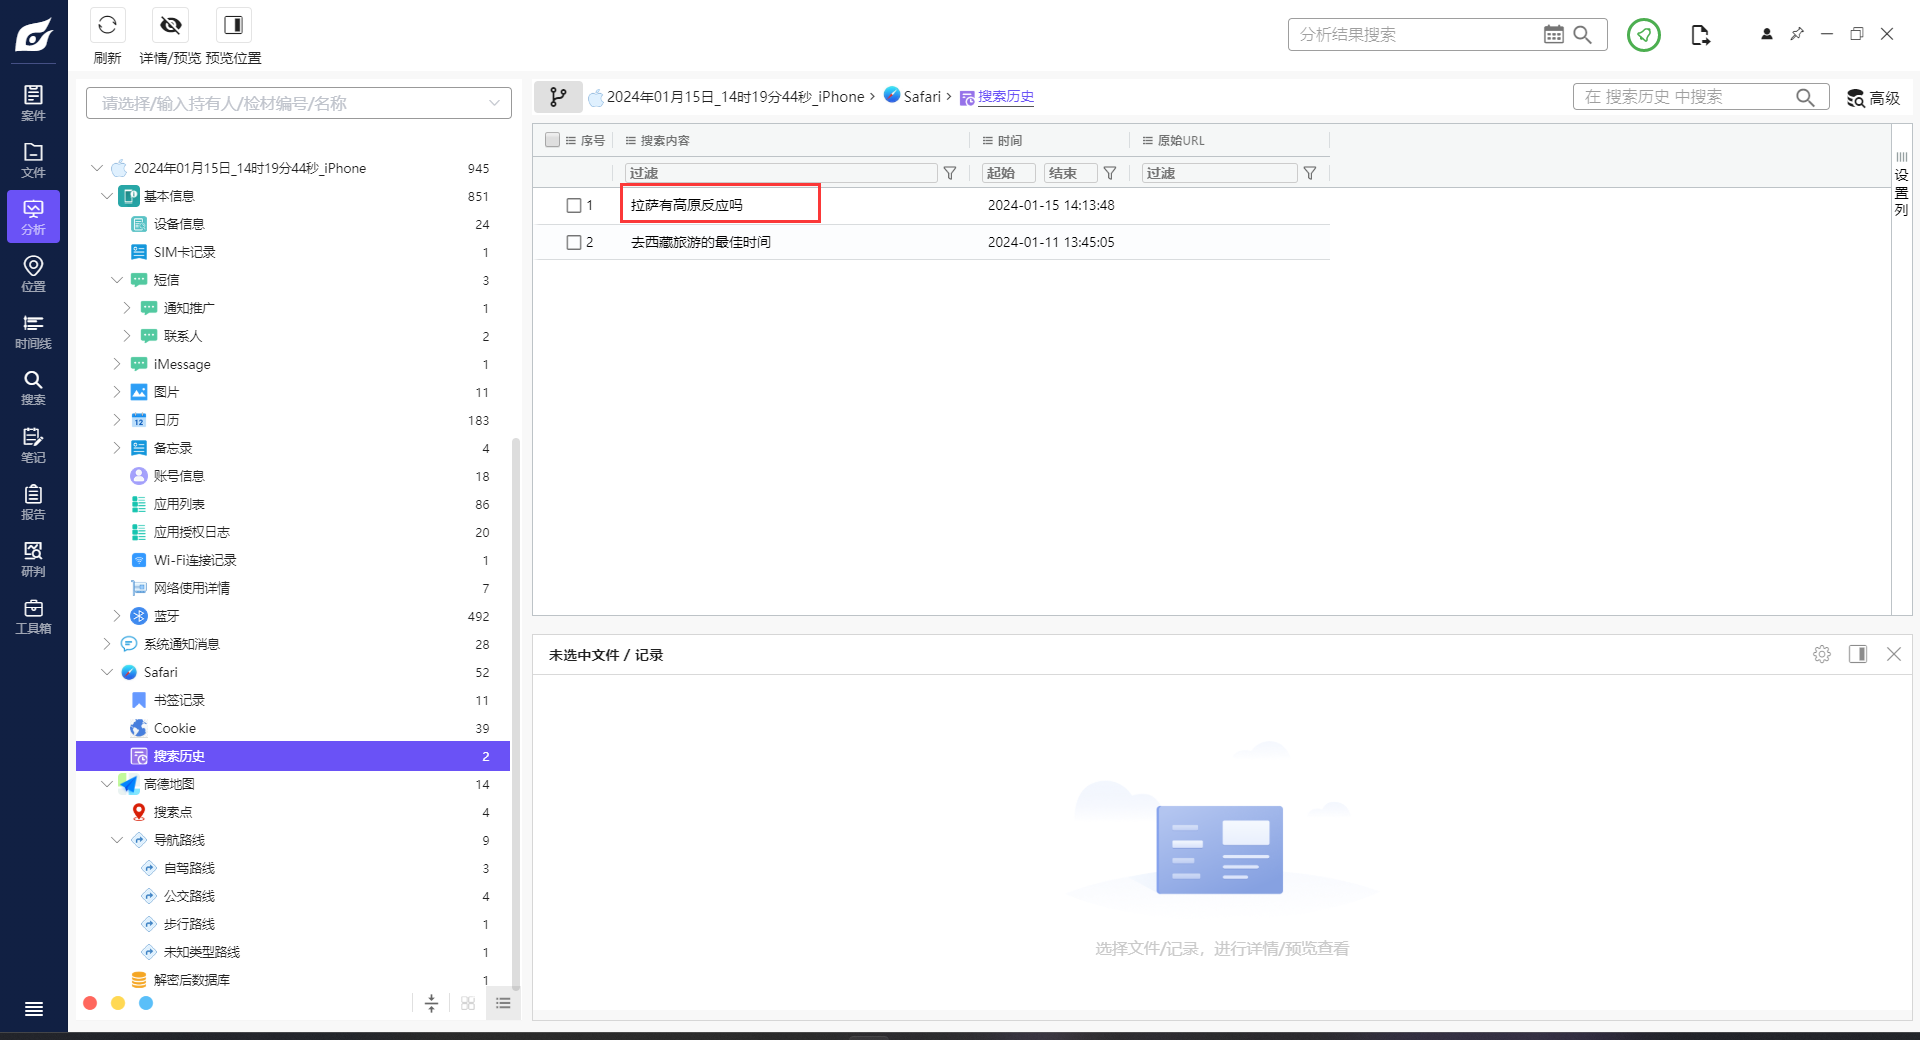 刷新
详情/预览
预览位置
分析结果搜索
案件
文件
分析
位置
时间线
搜索
笔记
报告
研判
工具箱
请选择/输入持有人/检材编号/名称
2024年01月15日_14时19分44秒_iPhone 945
基本信息 851
设备信息 24
SIM卡记录 1
短信 3
通知推广 1
联系人 2
iMessage 1
图片 11
12 日历 183
备忘录 4
账号信息 18
应用列表 86
应用授权日志 20
Wi-Fi连接记录 1
网络使用详情 7
蓝牙 492
系统通知消息 28
Safari 52
书签记录 11
Cookie 39
搜索历史 2
高德地图 14
搜索点 4
导航路线 9
自驾路线 3
公交路线 4
步行路线 1
未知类型路线 1
解密后数据库 1
2024年01月15日_14时19分44秒_iPhone › Safari › 搜索历史
在 搜索历史 中搜索
高级
序号 搜索内容 时间 原始URL
过滤 起始 结束 过滤
1 拉萨有高原反应吗 2024-01-15 14:13:48
2 去西藏旅游的最佳时间 2024-01-11 13:45:05
设置列
未选中文件 / 记录
选择文件/记录，进行详情/预览查看